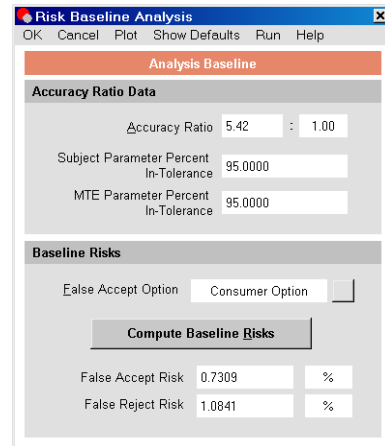 Risk Baseline Analysis
OK Cancel Plot Show Defaults Run Help
Analysis Baseline
Accuracy Ratio Data
Accuracy Ratio 5.42 : 1.00
Subject Parameter Percent
In-Tolerance 95.0000
MTE Parameter Percent
In-Tolerance 95.0000
Baseline Risks
False Accept Option Consumer Option
Compute Baseline Risks
False Accept Risk 0.7309 %
False Reject Risk 1.0841 %